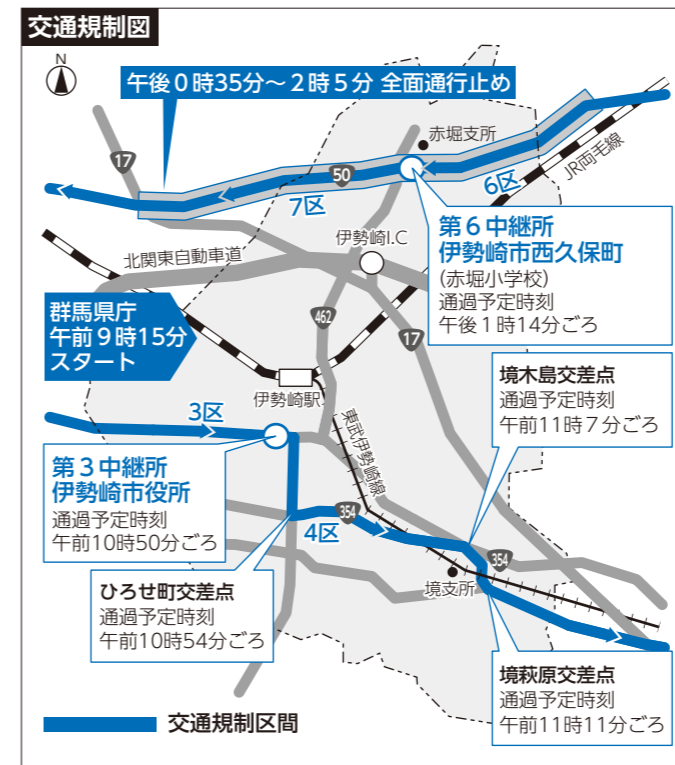 交通規制図
N
午後0時35分～2時5分 全面通行止め
17
赤堀支所
JR両毛線
50
6区
7区
第6中継所
伊勢崎市西久保町
(赤堀小学校)
通過予定時刻
午後1時14分ごろ
伊勢崎I.C
北関東自動車道
群馬県庁
午前9時15分
スタート
462
17
伊勢崎駅
境木島交差点
通過予定時刻
午前11時7分ごろ
3区
東武伊勢崎線
第3中継所
伊勢崎市役所
通過予定時刻
午前10時50分ごろ
354
4区
354
境支所
ひろせ町交差点
通過予定時刻
午前10時54分ごろ
境萩原交差点
通過予定時刻
午前11時11分ごろ
交通規制区間